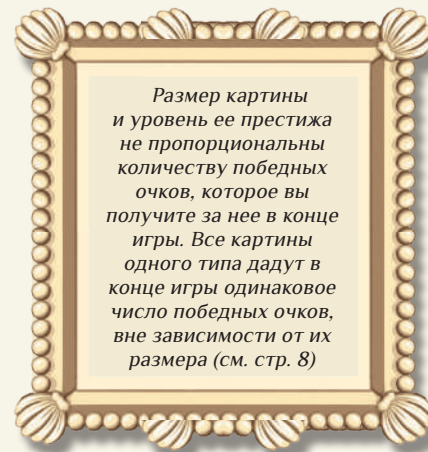 Размер картины
и уровень ее престижа
не пропорциональны
количеству победных
очков, которое вы
получите за нее в конце
игры. Все картины
одного типа дадут в
конце игры одинаковое
число победных очков,
вне зависимости от их
размера (см. стр. 8)